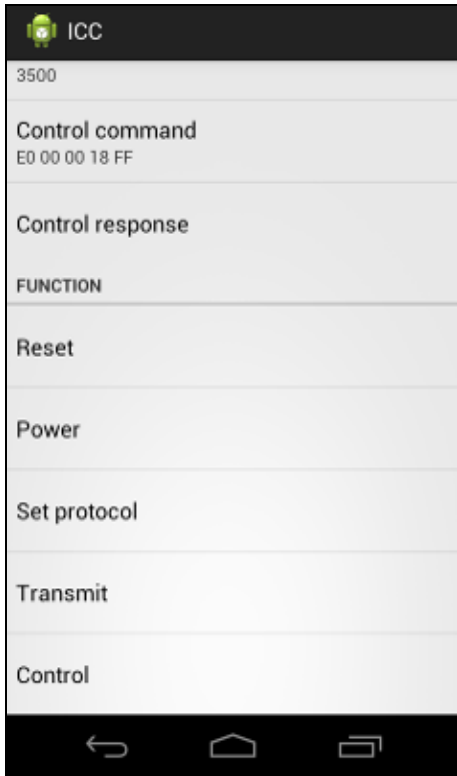 ICC
3500
Control command
E0 00 00 18 FF
Control response
FUNCTION
Reset
Power
Set protocol
Transmit
Control